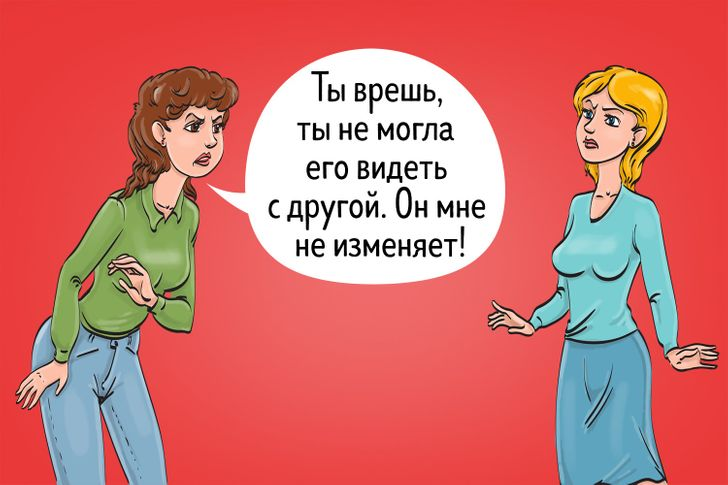 Ты врешь,
ты не могла
его видеть
с другой. Он мне
не изменяет!